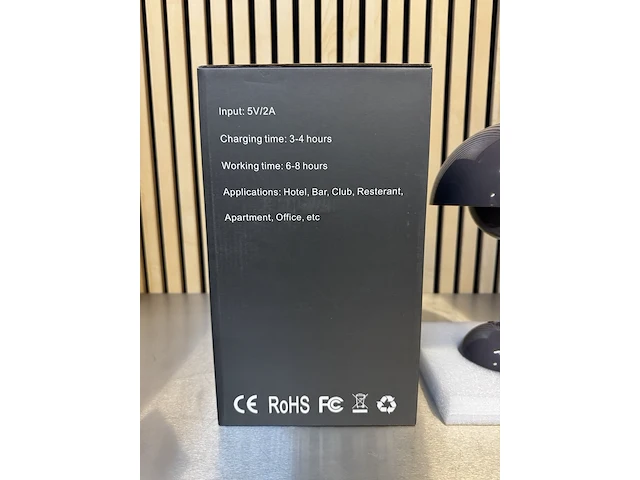 Input: 5V/2A
Charging time: 3-4 hours
Working time: 6-8 hours
Applications: Hotel, Bar, Club, Resterant,
Apartment, Office, etc
CE RoHS FC